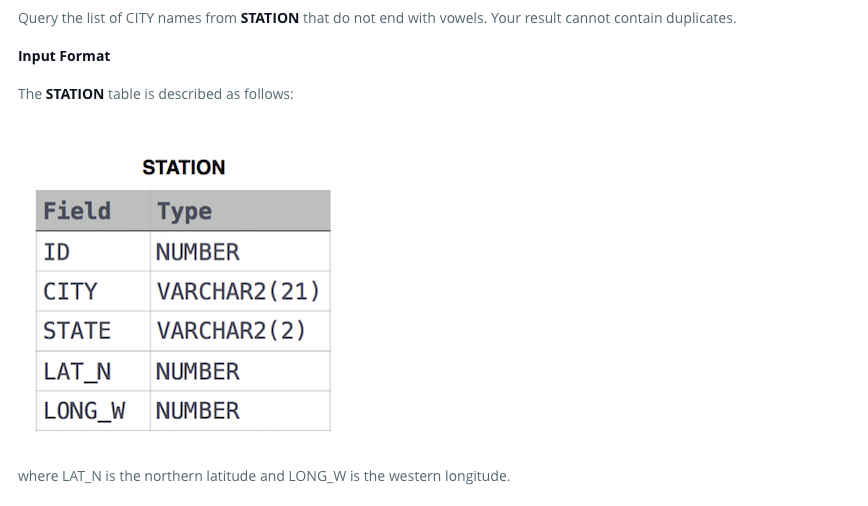 Query the list of CITY names from STATION that do not end with vowels. Your result cannot contain duplicates.
Input Format
The STATION table is described as follows:
STATION
Field Type
ID NUMBER
CITY VARCHAR2(21)
STATE VARCHAR2(2)
LAT_N NUMBER
LONG_W NUMBER
where LAT_N is the northern latitude and LONG_W is the western longitude.